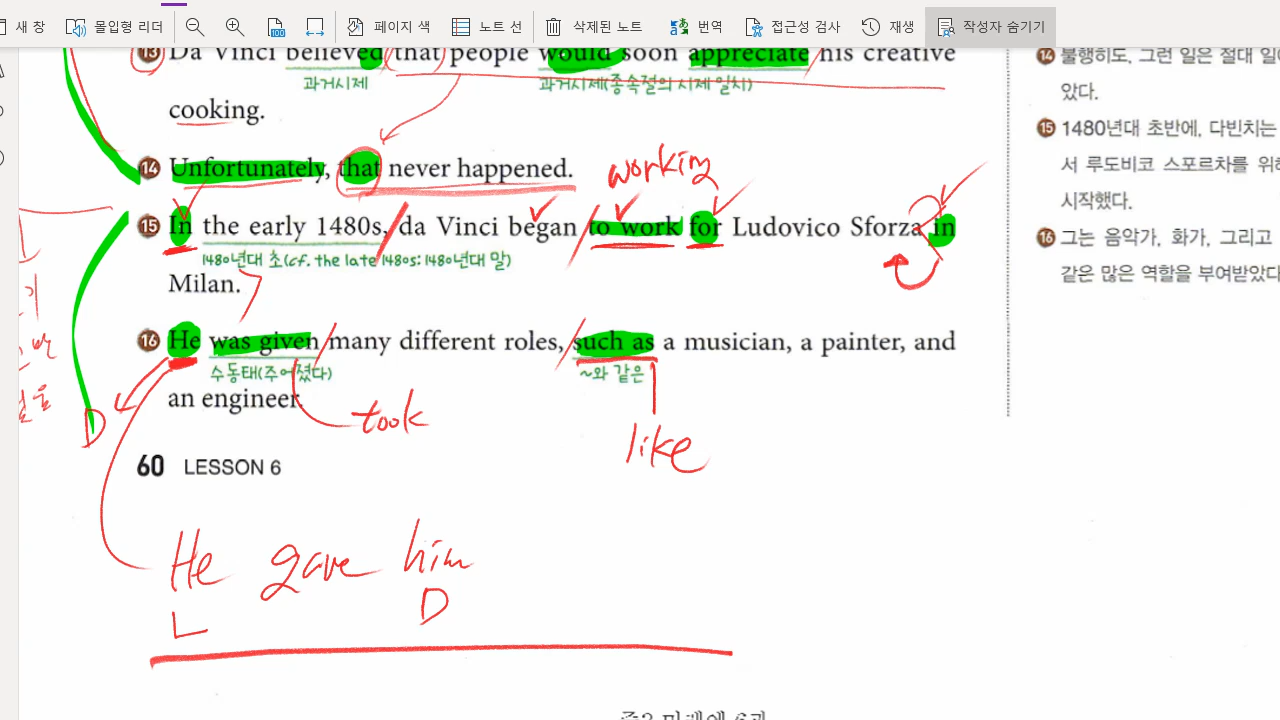 새 창 몰입형 리더 페이지 색 노트 선 삭제된 노트 번역 접근성 검사 재생 작성자 숨기기
⑬ Da Vinci believed that people would soon appreciate his creative
과거시제 과거시제(종속절의 시제 일치)
cooking.
⑭ Unfortunately, that never happened.
working
⑮ In the early 1480s, da Vinci began to work for Ludovico Sforza in
1480년대 초(cf. the late 1480s: 1480년대 말)
Milan.
⑯ He was given many different roles, such as a musician, a painter, and
수동태(주어졌다) ~와 같은
an engineer.
D took
like
60 LESSON 6
He gave him
L D
⑭ 불행히도, 그런 일은 절대
았다.
⑮ 1480년대 초반에, 다빈치는
서 루도비코 스포르차를 위해
시작했다.
⑯ 그는 음악가, 화가, 그리고
같은 많은 역할을 부여받았다